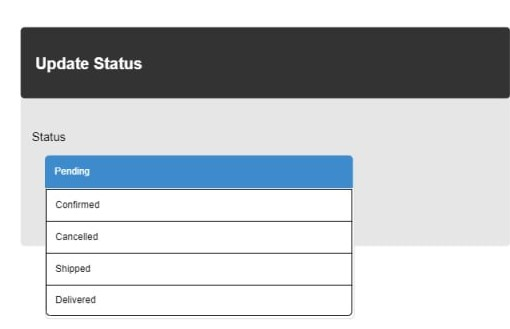 Update Status
Status
Pending
Confirmed
Cancelled
Shipped
Delivered